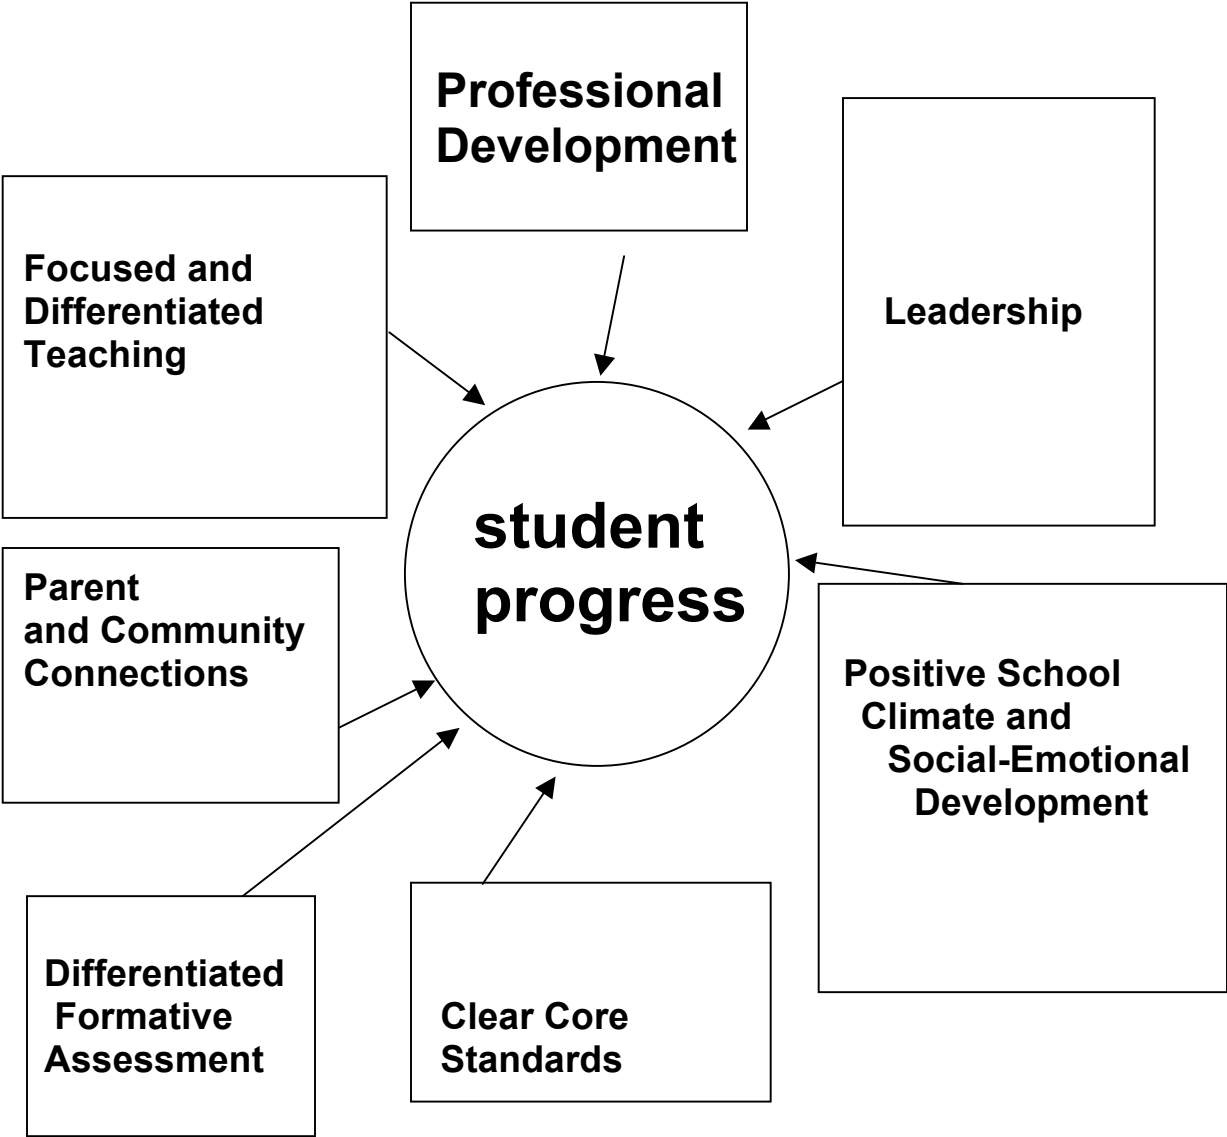 Professional
Development
Focused and
Differentiated
Teaching
Leadership
student
progress
Parent
and Community
Connections
Positive School
Climate and
Social-Emotional
Development
Differentiated
Formative
Assessment
Clear Core
Standards